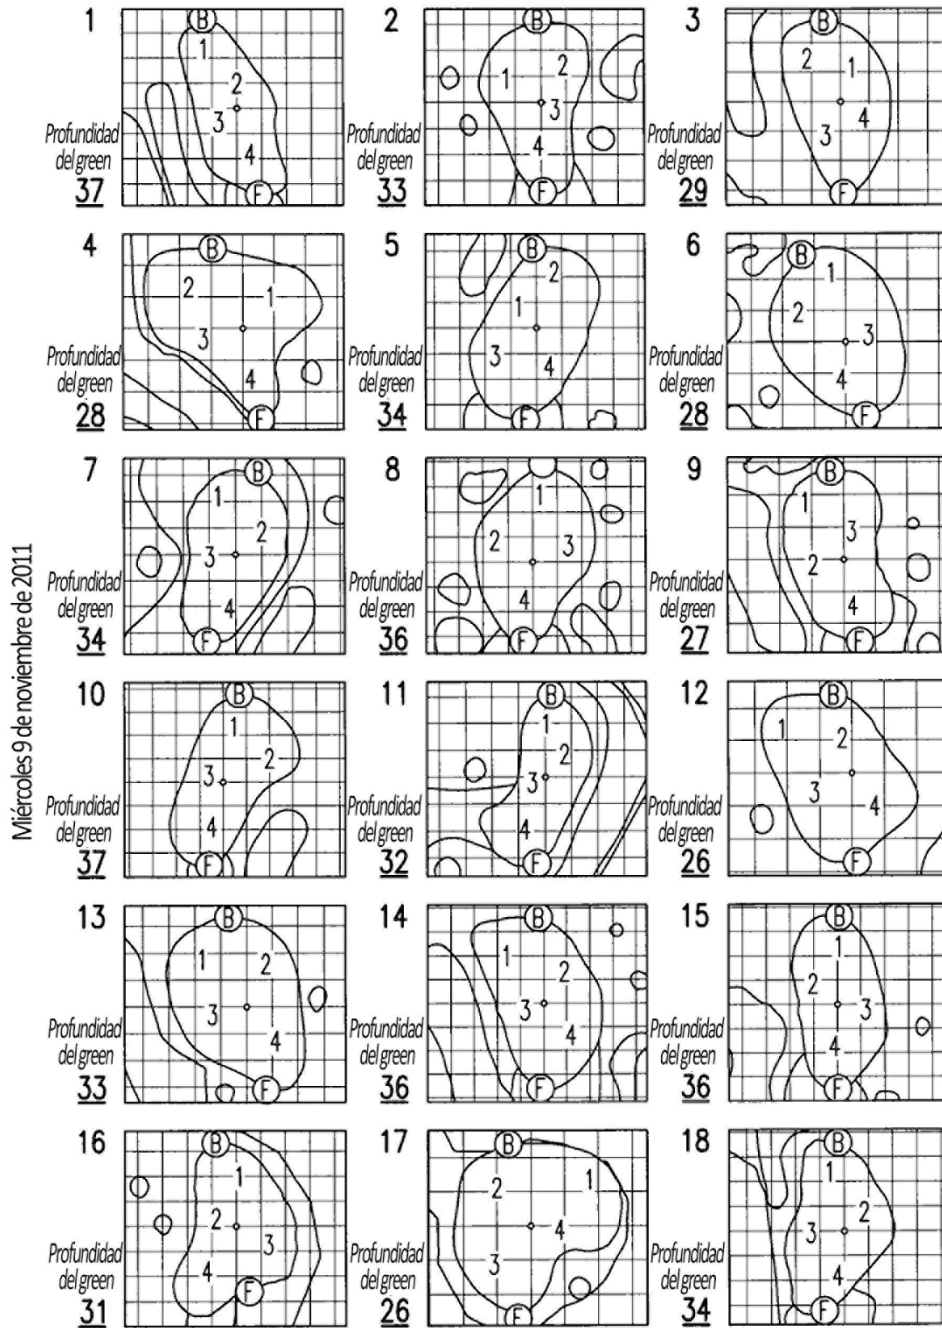 Miércoles 9 de noviembre de 2011
1
B
1
2
3
4
F
Profundidad
del green
37
2
B
1
2
3
4
F
Profundidad
del green
33
3
B
2
1
3
4
F
Profundidad
del green
29
4
B
2
1
3
4
F
Profundidad
del green
28
5
B
2
1
3
4
F
Profundidad
del green
34
6
B
1
2
3
4
F
Profundidad
del green
28
7
B
1
2
3
4
F
Profundidad
del green
34
8
1
2
3
4
F
Profundidad
del green
36
9
B
1
3
2
4
F
Profundidad
del green
27
10
B
1
2
3
4
F
Profundidad
del green
37
11
B
1
2
3
4
F
Profundidad
del green
32
12
B
1
2
3
4
F
Profundidad
del green
26
13
B
1
2
3
4
F
Profundidad
del green
33
14
B
1
2
3
4
F
Profundidad
del green
36
15
B
1
2
3
4
F
Profundidad
del green
36
16
B
1
2
3
4
F
Profundidad
del green
31
17
B
2
1
4
3
F
Profundidad
del green
26
18
B
1
2
3
4
F
Profundidad
del green
34